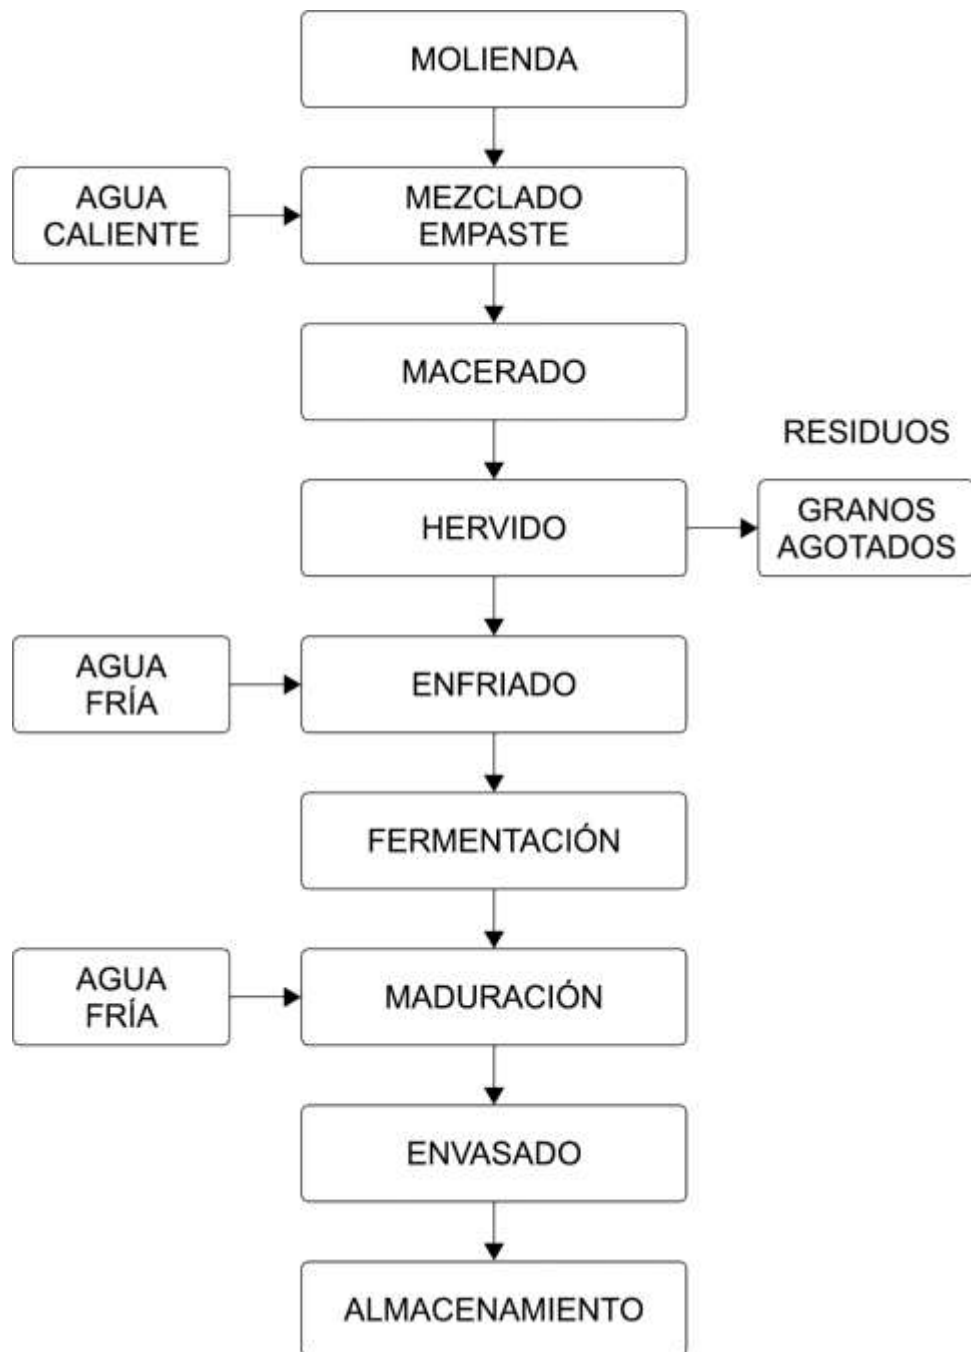 MOLIENDA
AGUA
CALIENTE
MEZCLADO
EMPASTE
MACERADO
RESIDUOS
HERVIDO
GRANOS
AGOTADOS
AGUA
FRÍA
ENFRIADO
FERMENTACIÓN
AGUA
FRÍA
MADURACIÓN
ENVASADO
ALMACENAMIENTO